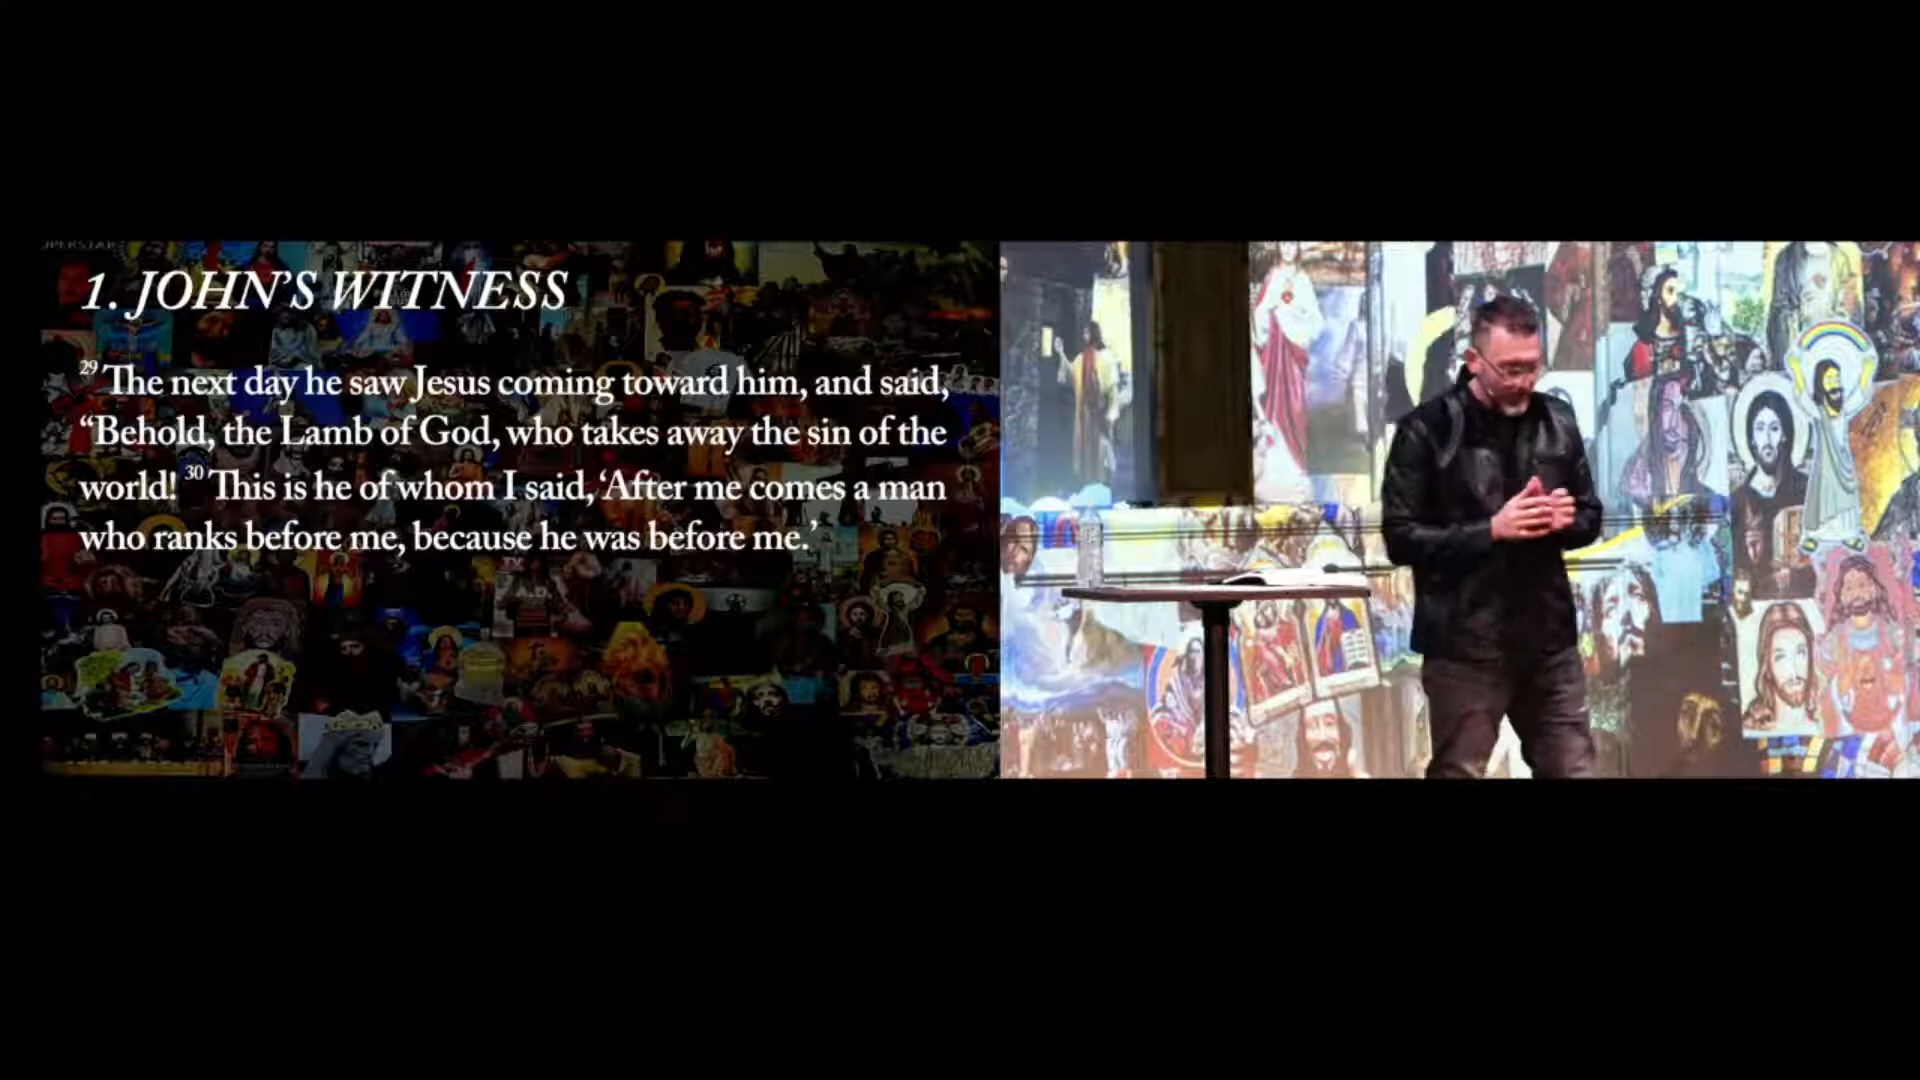 1. JOHN'S WITNESS
29 The next day he saw Jesus coming toward him, and said,
“Behold, the Lamb of God, who takes away the sin of the
world! 30 This is he of whom I said, ‘After me comes a man
who ranks before me, because he was before me.’
A.D.